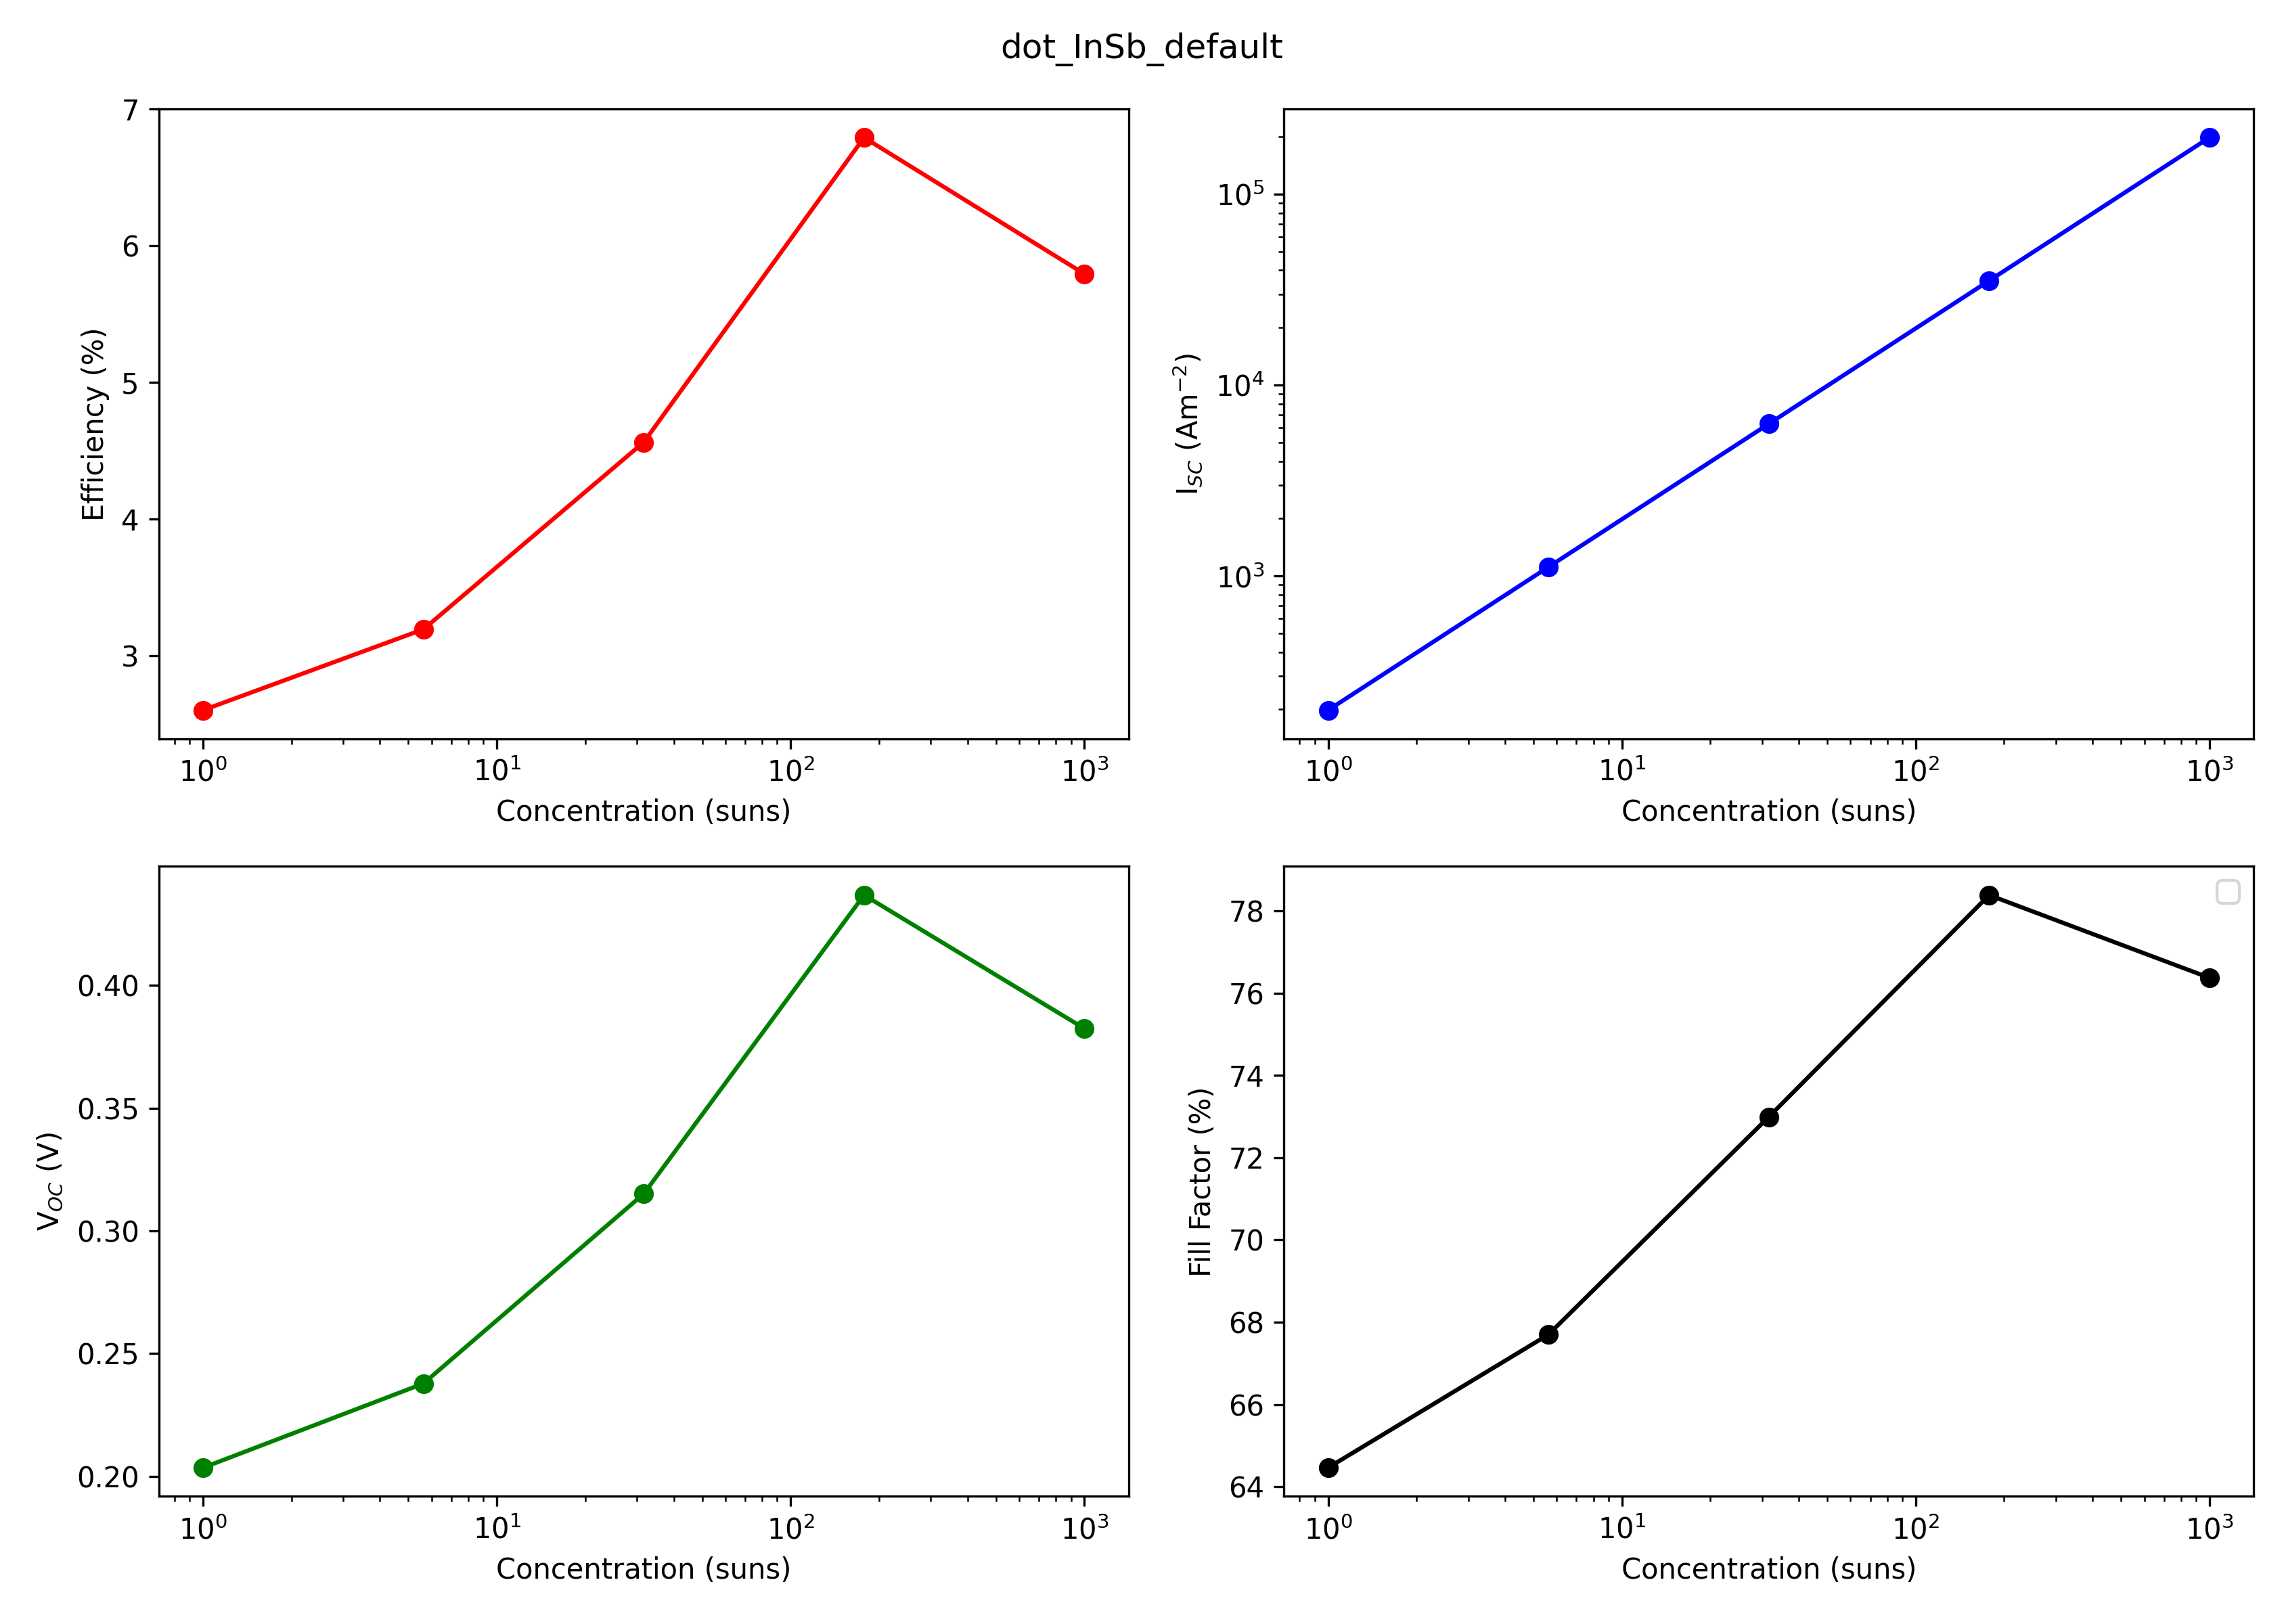 dot_InSb_default
7
6
5
4
3
Efficiency (%)
10⁰ 10¹ 10² 10³
Concentration (suns)
10⁵
10⁴
10³
I_SC (Am⁻²)
10⁰ 10¹ 10² 10³
Concentration (suns)
0.40
0.35
0.30
0.25
0.20
V_OC (V)
10⁰ 10¹ 10² 10³
Concentration (suns)
78
76
74
72
70
68
66
64
Fill Factor (%)
10⁰ 10¹ 10² 10³
Concentration (suns)